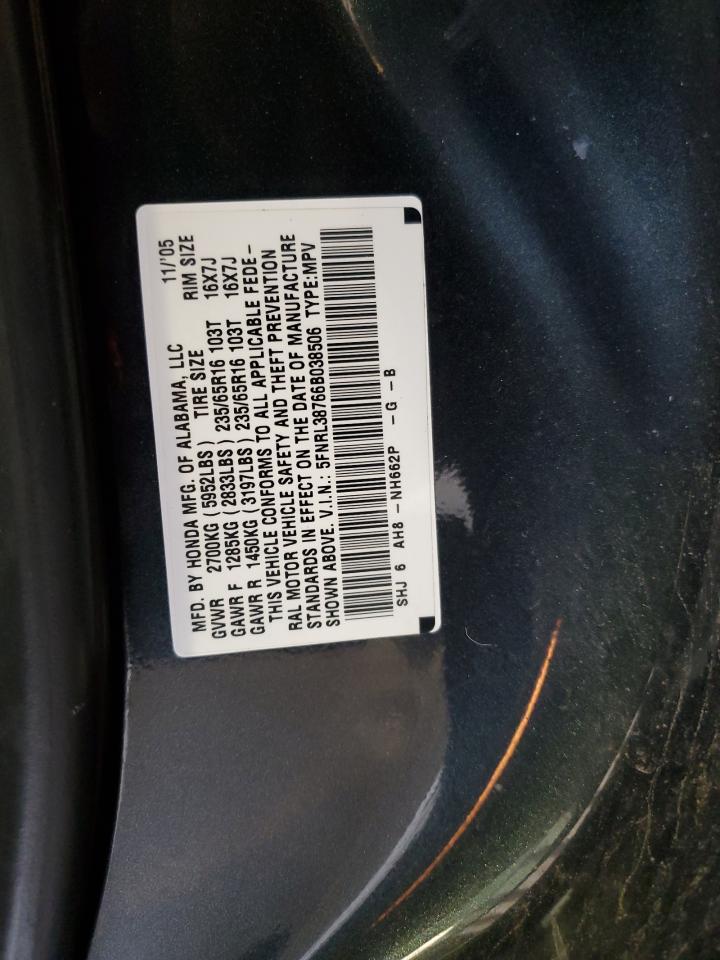 MFD. BY HONDA MFG. OF ALABAMA, LLC 11/'05
GVWR 2700KG (5952LBS) TIRE SIZE RIM SIZE
GAWR F 1285KG (2833LBS) 235/65R16 103T 16X7J
GAWR R 1450KG (3197LBS) 235/65R16 103T 16X7J
THIS VEHICLE CONFORMS TO ALL APPLICABLE FEDE-
RAL MOTOR VEHICLE SAFETY AND THEFT PREVENTION
STANDARDS IN EFFECT ON THE DATE OF MANUFACTURE
SHOWN ABOVE. V.I.N.: 5FNRL38766B038506 TYPE:MPV
SHJ 6 AH8 -NH662P -G -B